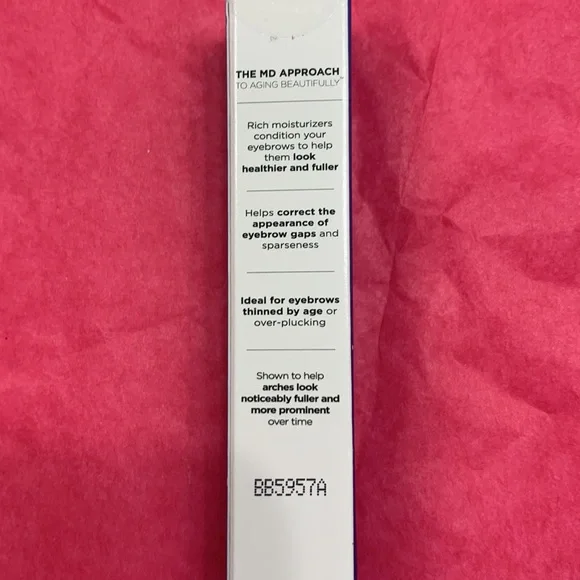 THE MD APPROACH
TO AGING BEAUTIFULLY™
Rich moisturizers
condition your
eyebrows to help
them look
healthier and fuller
Helps correct the
appearance of
eyebrow gaps and
sparseness
Ideal for eyebrows
thinned by age or
over-plucking
Shown to help
arches look
noticeably fuller and
more prominent
over time
BB5957A